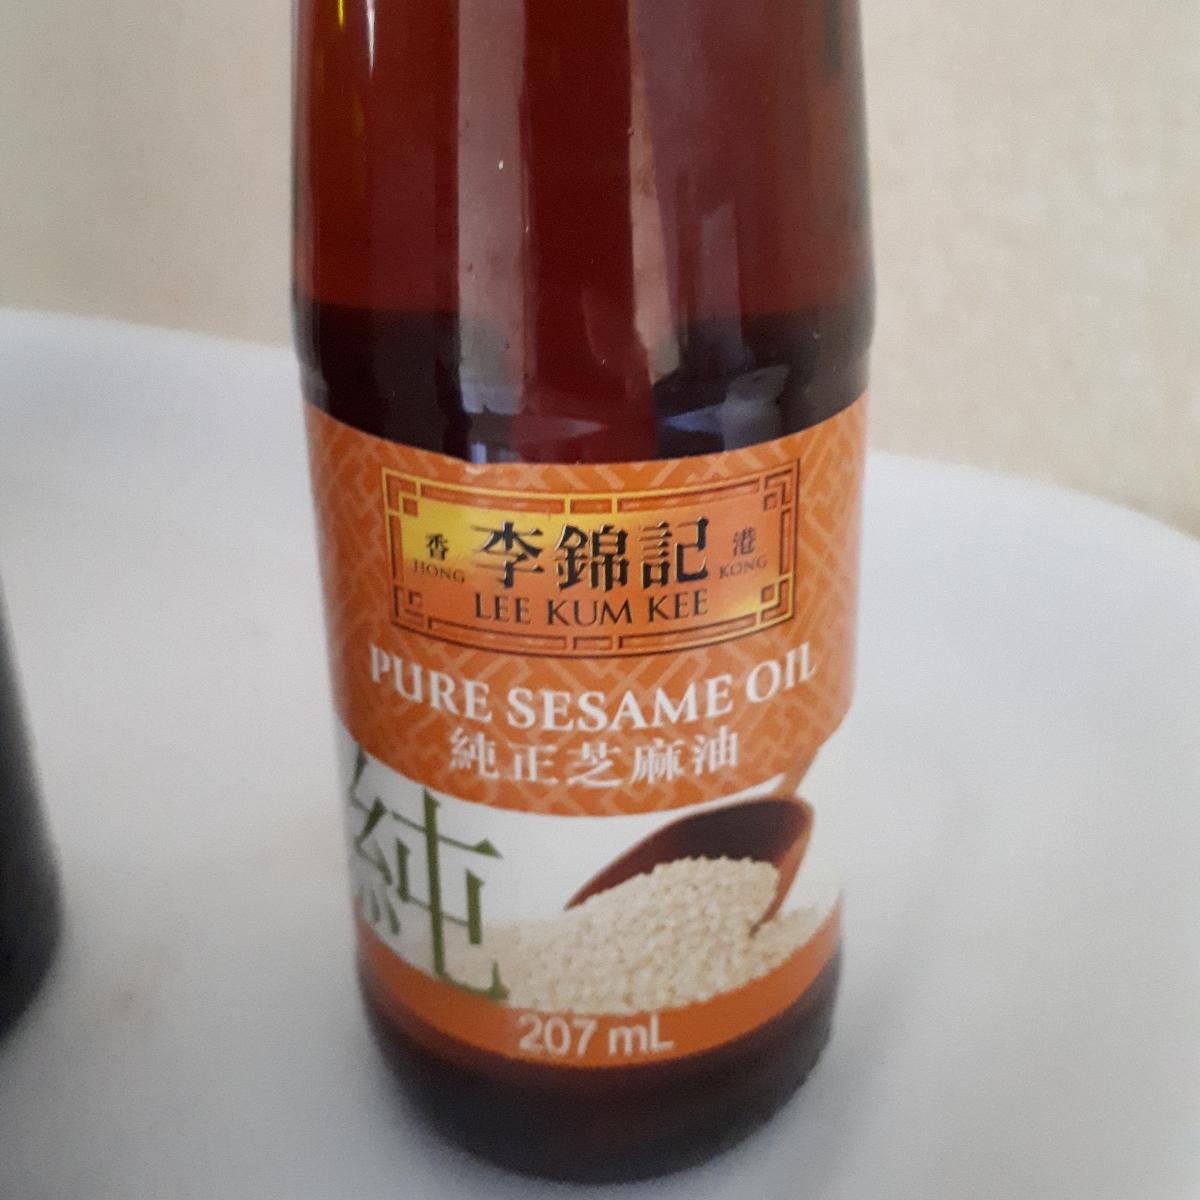 香 李錦記 港
HONG LEE KUM KEE KONG
PURE SESAME OIL
純正芝麻油
純
207 mL